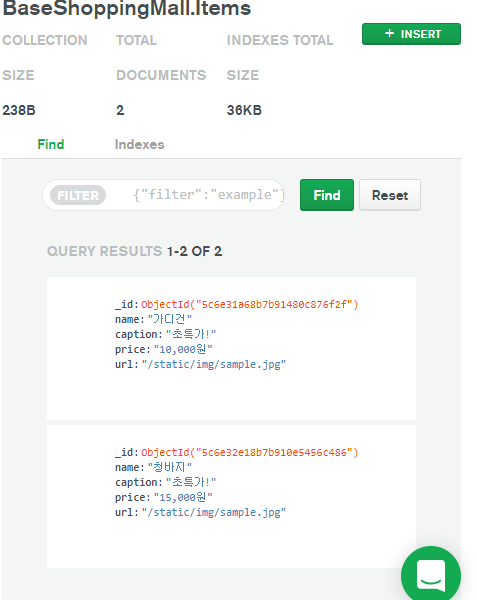 BaseShoppingMall.Items
COLLECTION TOTAL INDEXES TOTAL + INSERT
SIZE DOCUMENTS SIZE
238B 2 36KB
Find Indexes
FILTER {"filter":"example"}
Find Reset
QUERY RESULTS 1-2 OF 2
_id:ObjectId("5c6e31a68b7b91480c876f2f")
name:"가디건"
caption:"초특가!"
price:"10,000원"
url:"/static/img/sample.jpg"
_id:ObjectId("5c6e32e18b7b910e5456c486")
name:"청바지"
caption:"초특가!"
price:"15,000원"
url:"/static/img/sample.jpg"